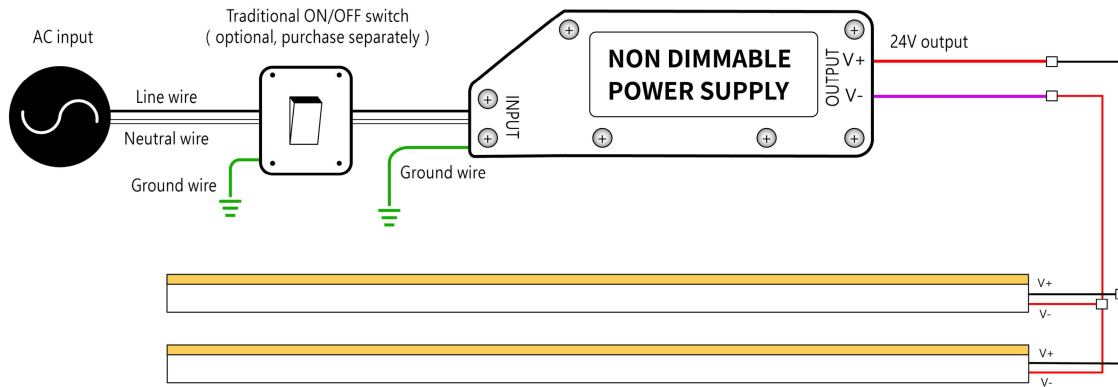 Traditional ON/OFF switch
( optional, purchase separately )
AC input
Line wire
Neutral wire
Ground wire
Ground wire
INPUT
NON DIMMABLE
POWER SUPPLY
OUTPUT
V+
V-
24V output
V+
V-
V+
V-